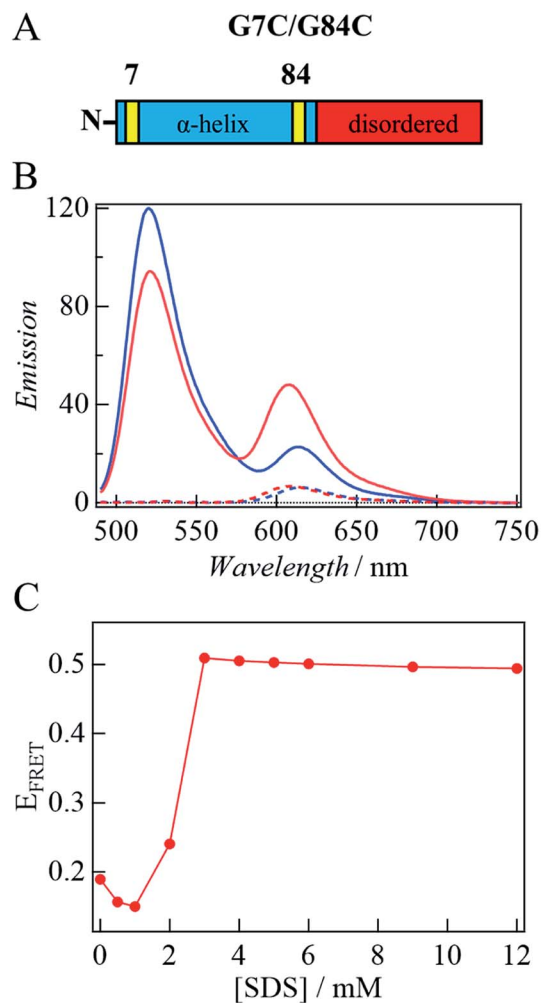 A
G7C/G84C
7 84
N- α-helix disordered
B
120
80
40
0
Emission
500 550 600 650 700 750
Wavelength / nm
C
0.5
0.4
0.3
0.2
E_FRET
0 2 4 6 8 10 12
[SDS] / mM